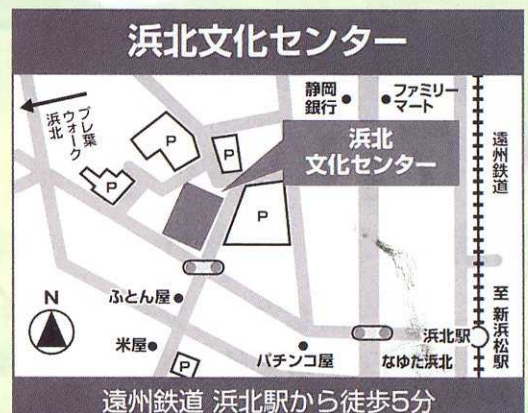 浜北文化センター
静岡
銀行
ファミリー
マート
プレ葉
ウォーク
浜北
P
P
浜北
文化センター
遠州鉄道
P
P
N
ふとん屋
至 新浜松駅
浜北駅
米屋
パチンコ屋
なゆた浜北
P
遠州鉄道 浜北駅から徒歩5分